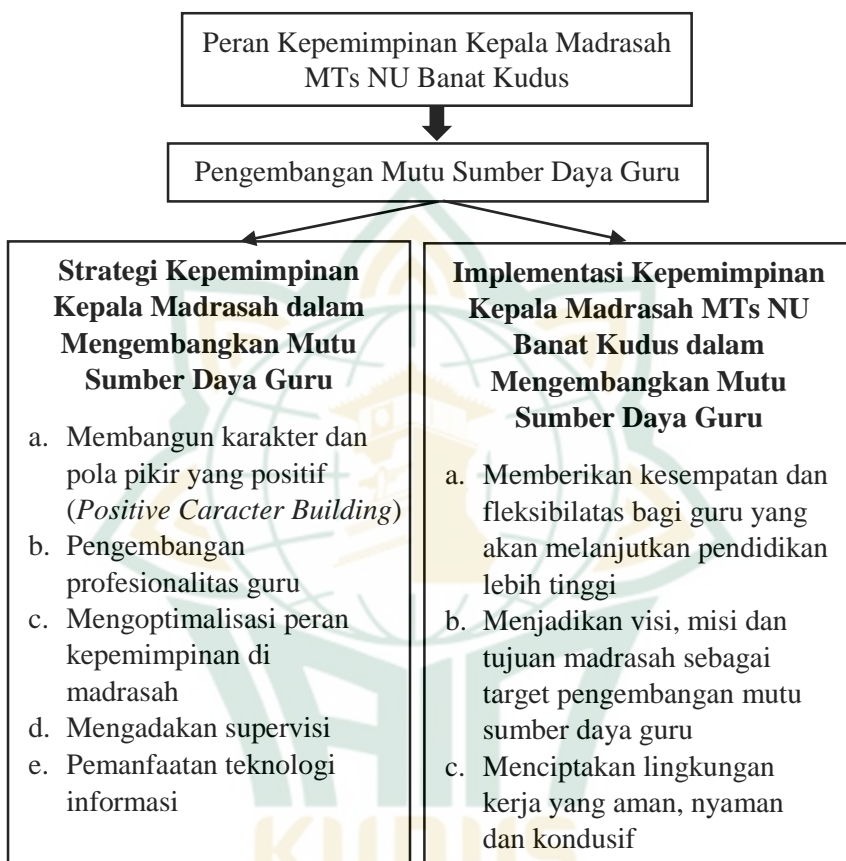 Peran Kepemimpinan Kepala Madrasah
MTs NU Banat Kudus
Pengembangan Mutu Sumber Daya Guru
Strategi Kepemimpinan
Kepala Madrasah dalam
Mengembangkan Mutu
Sumber Daya Guru
a. Membangun karakter dan
pola pikir yang positif
(Positive Caracter Building)
b. Pengembangan
profesionalitas guru
c. Mengoptimalisasi peran
kepemimpinan di
madrasah
d. Mengadakan supervisi
e. Pemanfaatan teknologi
informasi
Implementasi Kepemimpinan
Kepala Madrasah MTs NU
Banat Kudus dalam
Mengembangkan Mutu
Sumber Daya Guru
a. Memberikan kesempatan dan
fleksibilatas bagi guru yang
akan melanjutkan pendidikan
lebih tinggi
b. Menjadikan visi, misi dan
tujuan madrasah sebagai
target pengembangan mutu
sumber daya guru
c. Menciptakan lingkungan
kerja yang aman, nyaman
dan kondusif
IAIN
KUDUS